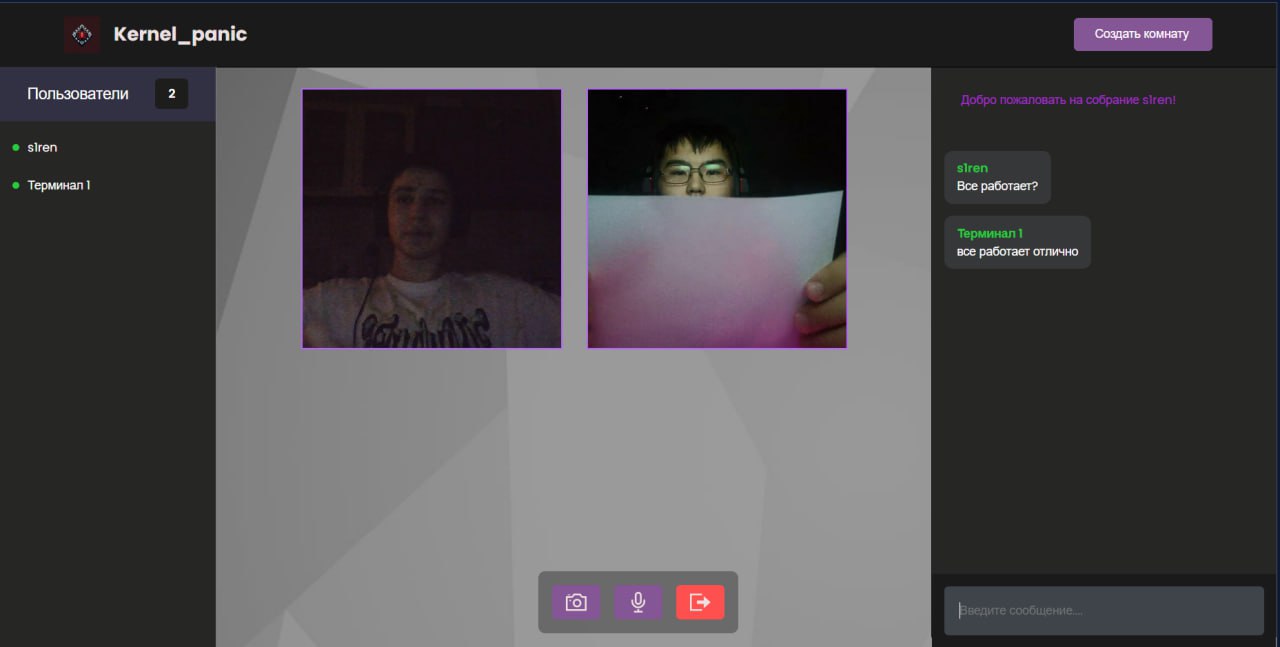 Kernel_panic
Создать комнату
Пользователи 2
s1ren
Терминал 1
Добро пожаловать на собрание s1ren!
s1ren
Все работает?
Терминал 1
все работает отлично
Введите сообщение....